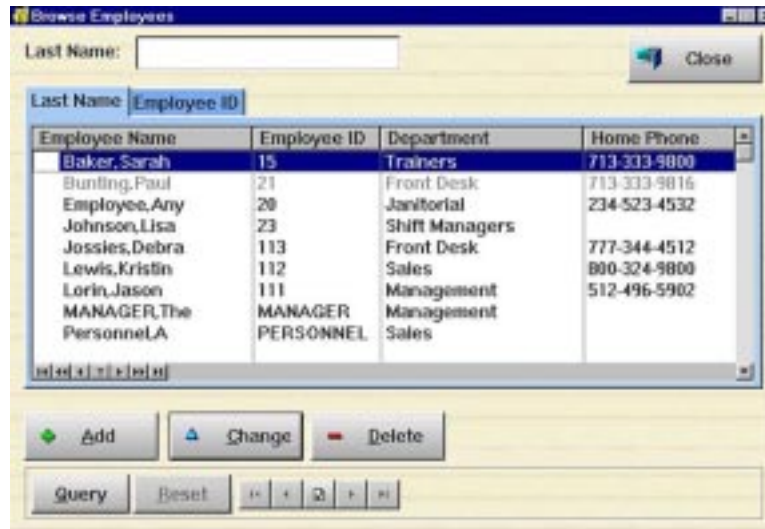 Browse Employees
Last Name:
Close
Last Name Employee ID
Employee Name Employee ID Department Home Phone
Baker,Sarah 15 Trainers 713-333-9800
Bunting,Paul 21 Front Desk 713-333-9816
Employee,Any 20 Janitorial 234-523-4532
Johnson,Lisa 23 Shift Managers
Jossies,Debra 113 Front Desk 777-344-4512
Lewis,Kristin 112 Sales 800-324-9800
Lorin,Jason 111 Management 512-496-5902
MANAGER,The MANAGER Management
Personnel,A PERSONNEL Sales
Add Change Delete
Query Reset